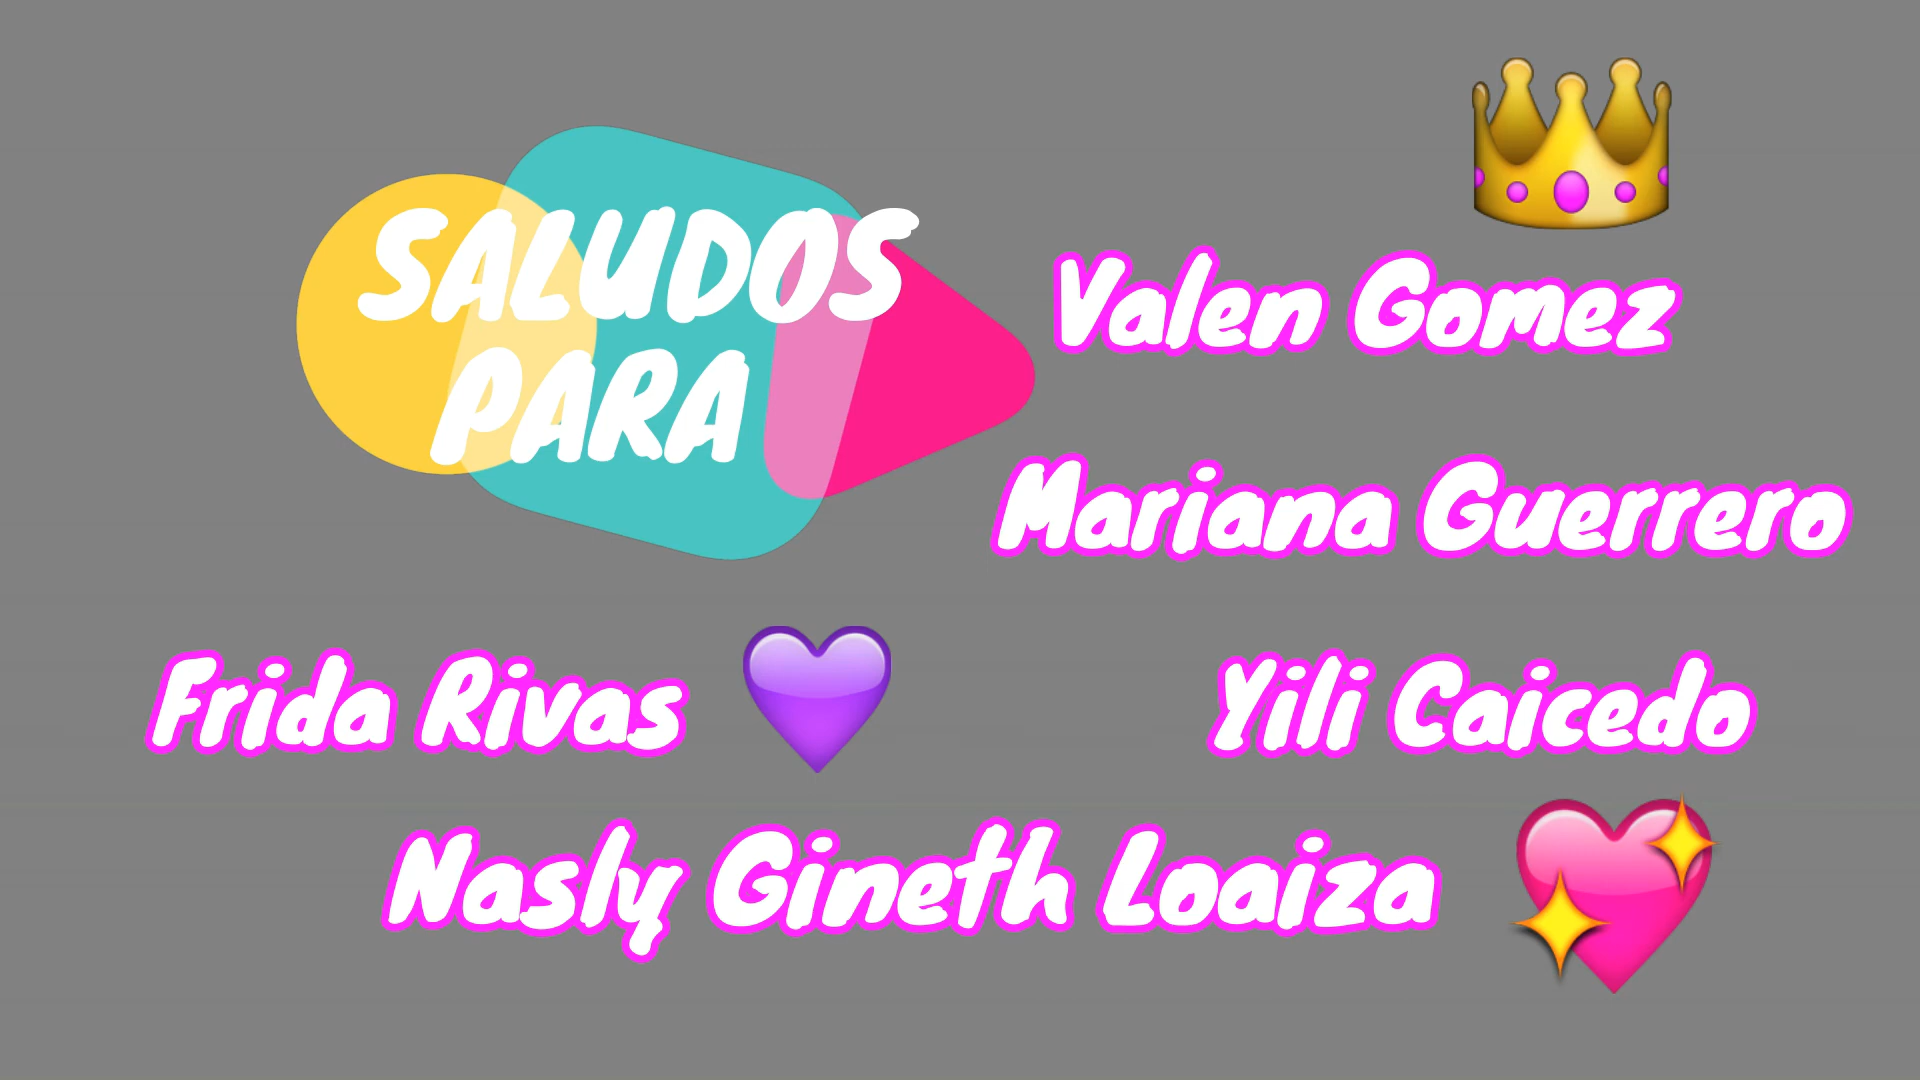 SALUDOS
PARA
Valen Gomez
Mariana Guerrero
Frida Rivas
Yili Caicedo
Nasly Gineth Loaiza